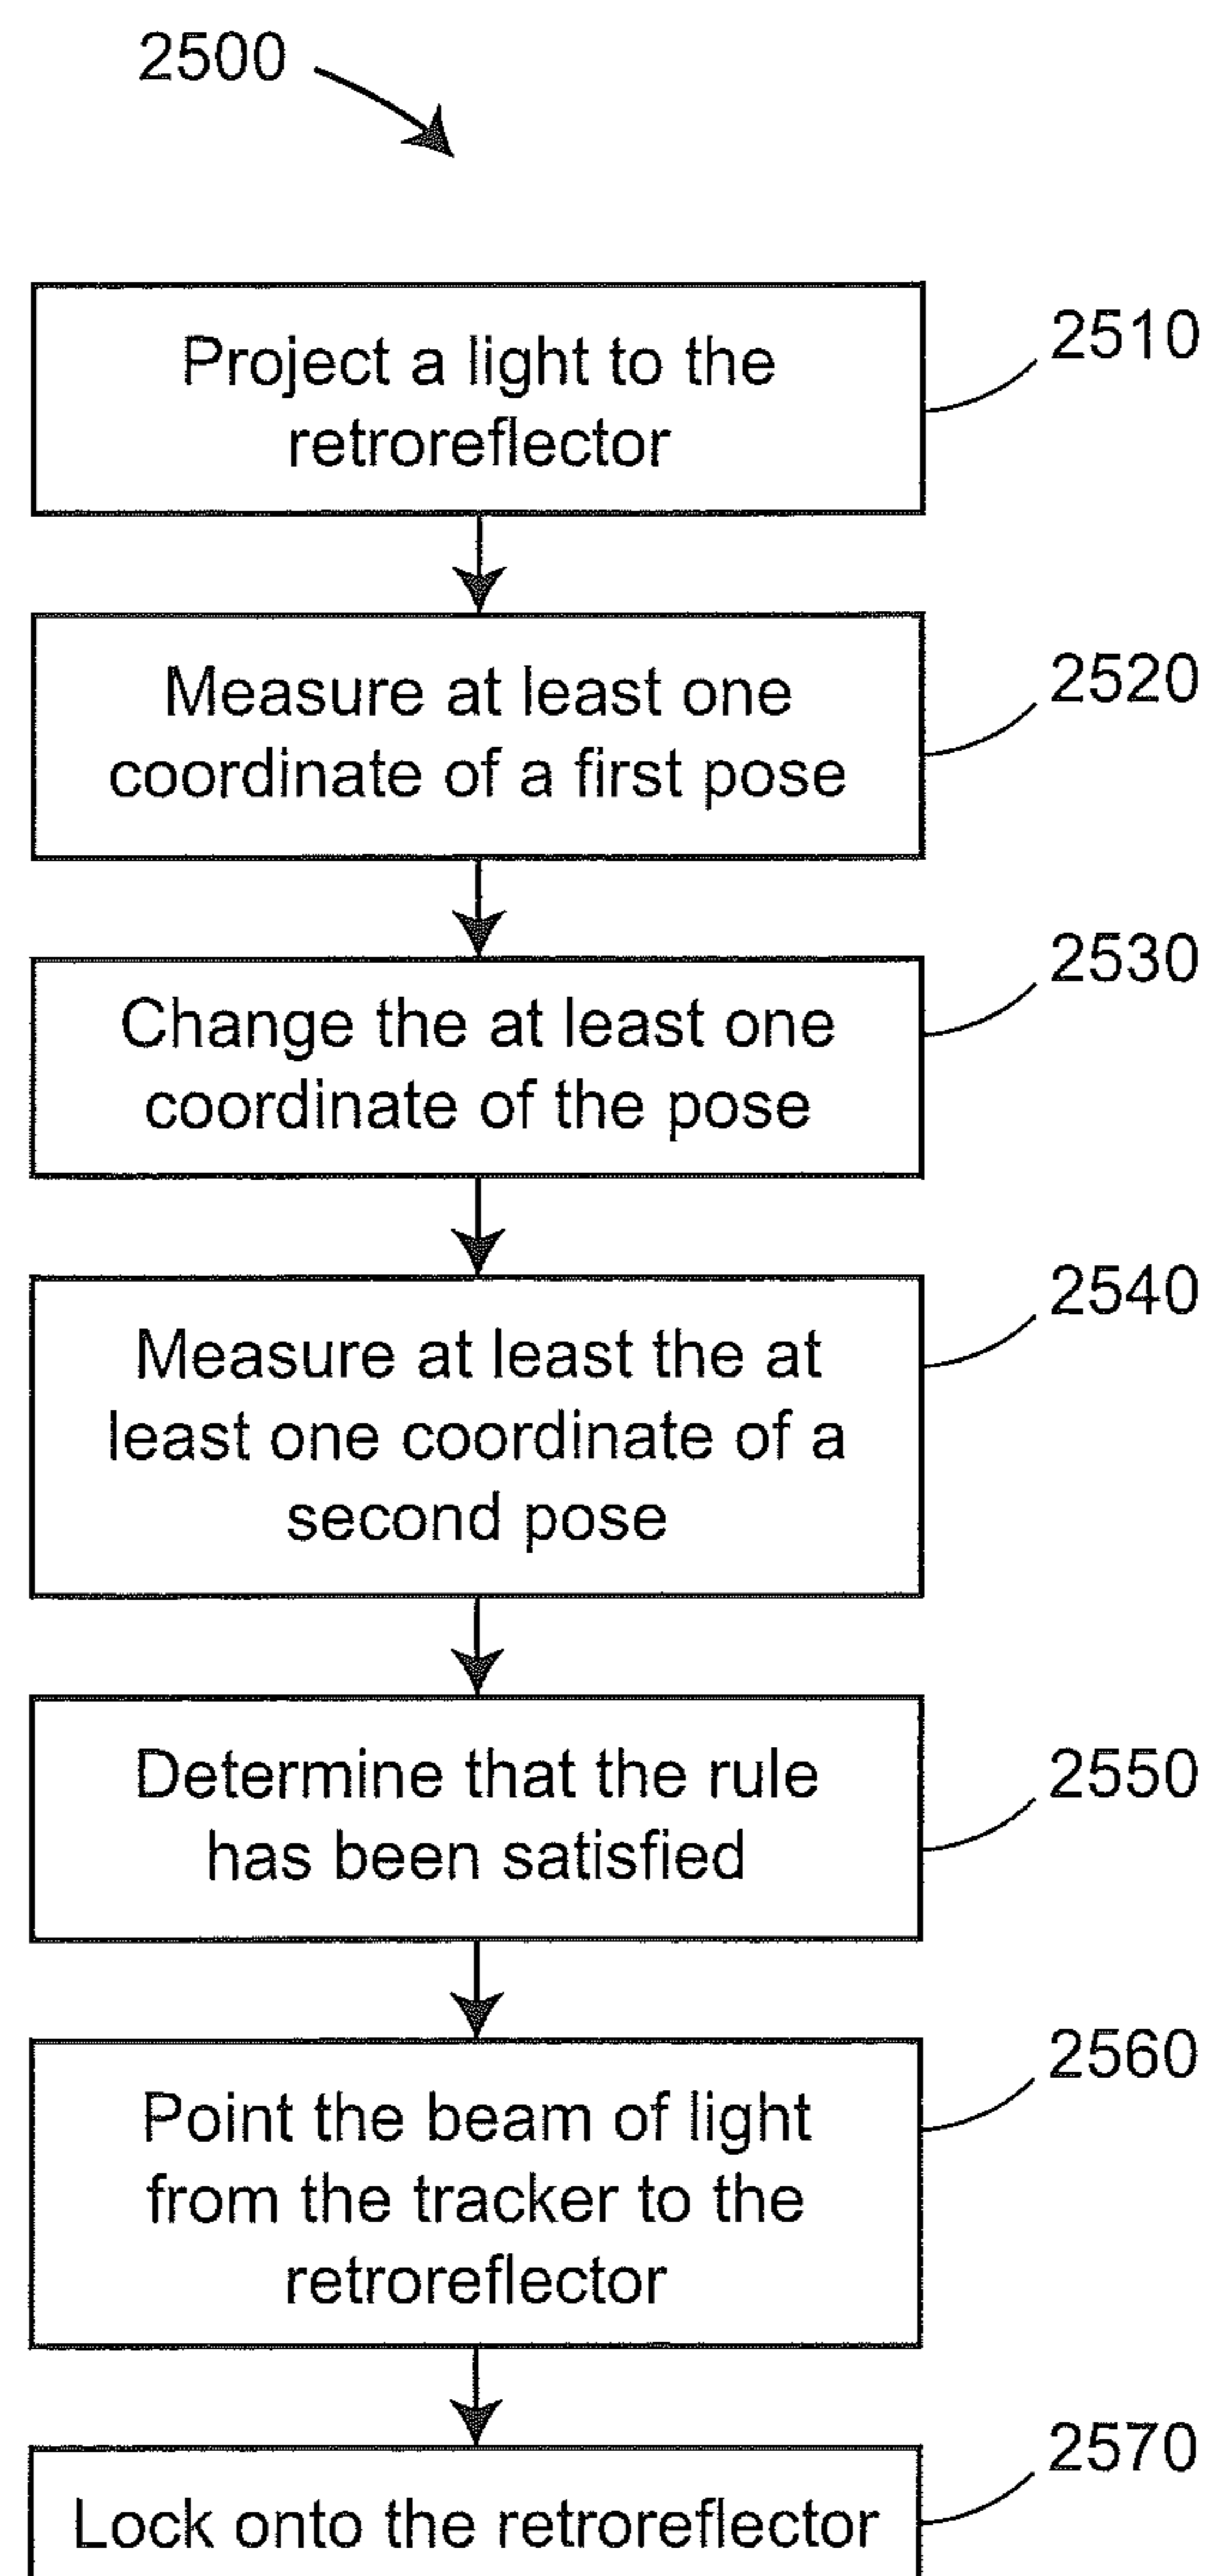 2500
Project a light to the
retroreflector
2510
Measure at least one
coordinate of a first pose
2520
Change the at least one
coordinate of the pose
2530
Measure at least the at
least one coordinate of a
second pose
2540
Determine that the rule
has been satisfied
2550
Point the beam of light
from the tracker to the
retroreflector
2560
Lock onto the retroreflector
2570